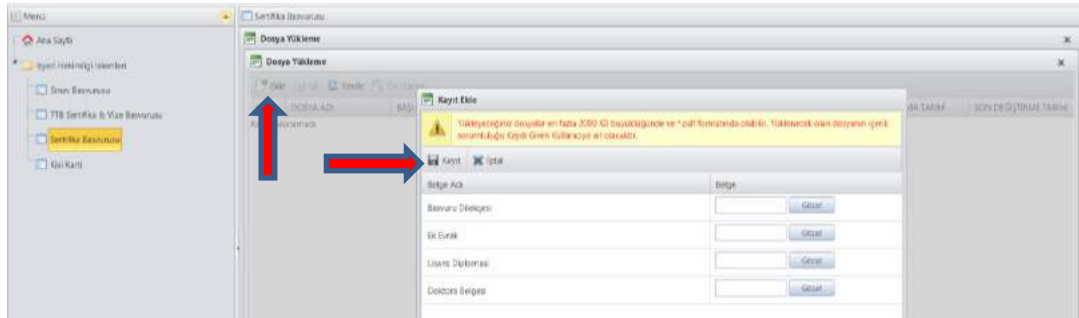 Menü
Sertifika Başvurusu
Ana Sayfa
Dosya Yükleme
İşyeri Hekimliği İşlemleri
Dosya Yükleme
Sınav Başvurusu
Ekle
Yenile
TTB Sertifika & Vize Başvurusu
DOSYA ADI
Kayıt Ekle
SON DEĞİŞTİRME TARİHİ
Sertifika Başvurusu
Yükleyeceğiniz dosyalar en fazla 2000 KB büyüklüğünde ve *.pdf formatında olabilir. Yüklenecek olan dosyanın içerik
sorumluluğu Kaydı Giren Kullanıcıya ait olacaktır.
Kişi Kartı
Kayıt
İptal
Belge Adı
Belge
Başvuru Dilekçesi
Gözat
Ek Evrak
Gözat
Lisans Diploması
Gözat
Doktora Belgesi
Gözat